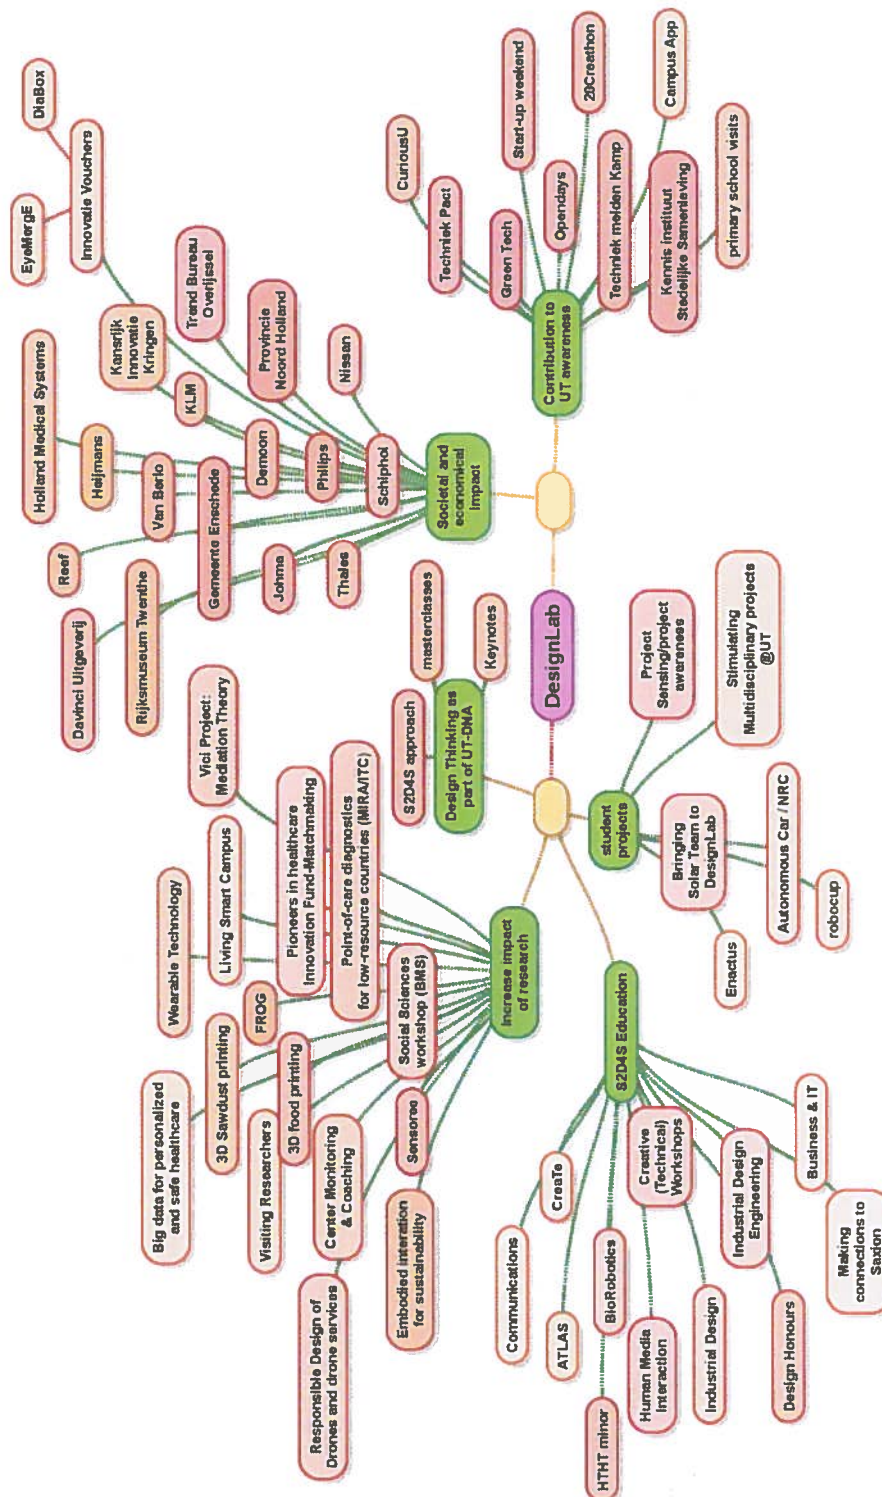 DesignLab
Societal and
economical
impact
DiaBox
EyeMergE
Innovatie Vouchers
Holland Medical Systems
Kansrijk
Innovatie
Kringen
Trend Bureau
Overijssel
Heijmans
KLM
Provincie
Noord Holland
Reef
Van Berlo
Demoon
Nissan
Gemeente Enschede
Philips
Davinci Uitgeverij
Rijksmuseum Twenthe
Johma
Thales
Schiphol
Contribution to
UT awareness
CuriousU
Techniek Pact
Green Tech
Start-up weekend
Opendays
20Creathon
Techniek meiden Kamp
Campus App
Kennis instituut
Stedelijke Samenleving
primary school visits
Design Thinking as
part of UT-DNA
S2D4S approach
masterclasses
Keynotes
student
projects
Project
Sensing/project
awareness
Stimulating
Multidisciplinary projects
@UT
Bringing
Solar Team to
DesignLab
Autonomous Car / NRC
Enactus
robocup
Increase impact
of research
Vici Project:
Mediation Theory
Wearable Technology
Living Smart Campus
Pioneers in healthcare
Innovation Fund-Matchmaking
Point-of-care diagnostics
for low-resource countries (MIRA/ITC)
FROG
Social Sciences
workshop (BMS)
Big data for personalized
and safe healthcare
3D Sawdust printing
3D food printing
Visiting Researchers
Sensoree
Center Monitoring
& Coaching
Responsible Design of
Drones and drone services
Embodied interation
for sustainability
S2D4S Education
Communications
CreaTe
ATLAS
BioRobotics
HTHT minor
Human Media
Interaction
Creative
(Technical)
Workshops
Industrial Design
Industrial Design
Engineering
Design Honours
Business & IT
Making
connections to
Saxion